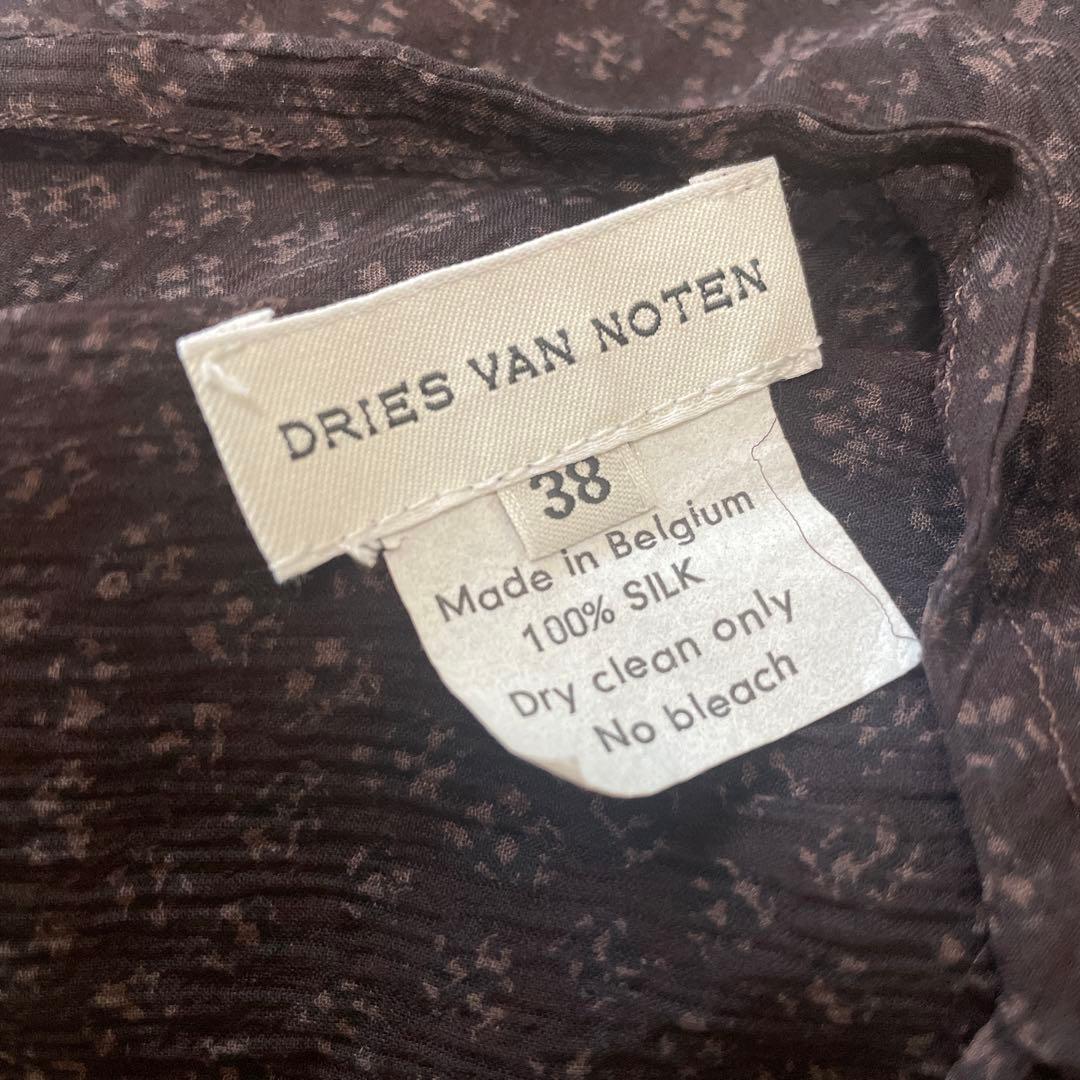 DRIES VAN NOTEN
38
Made in Belgium
100% SILK
Dry clean only
No bleach